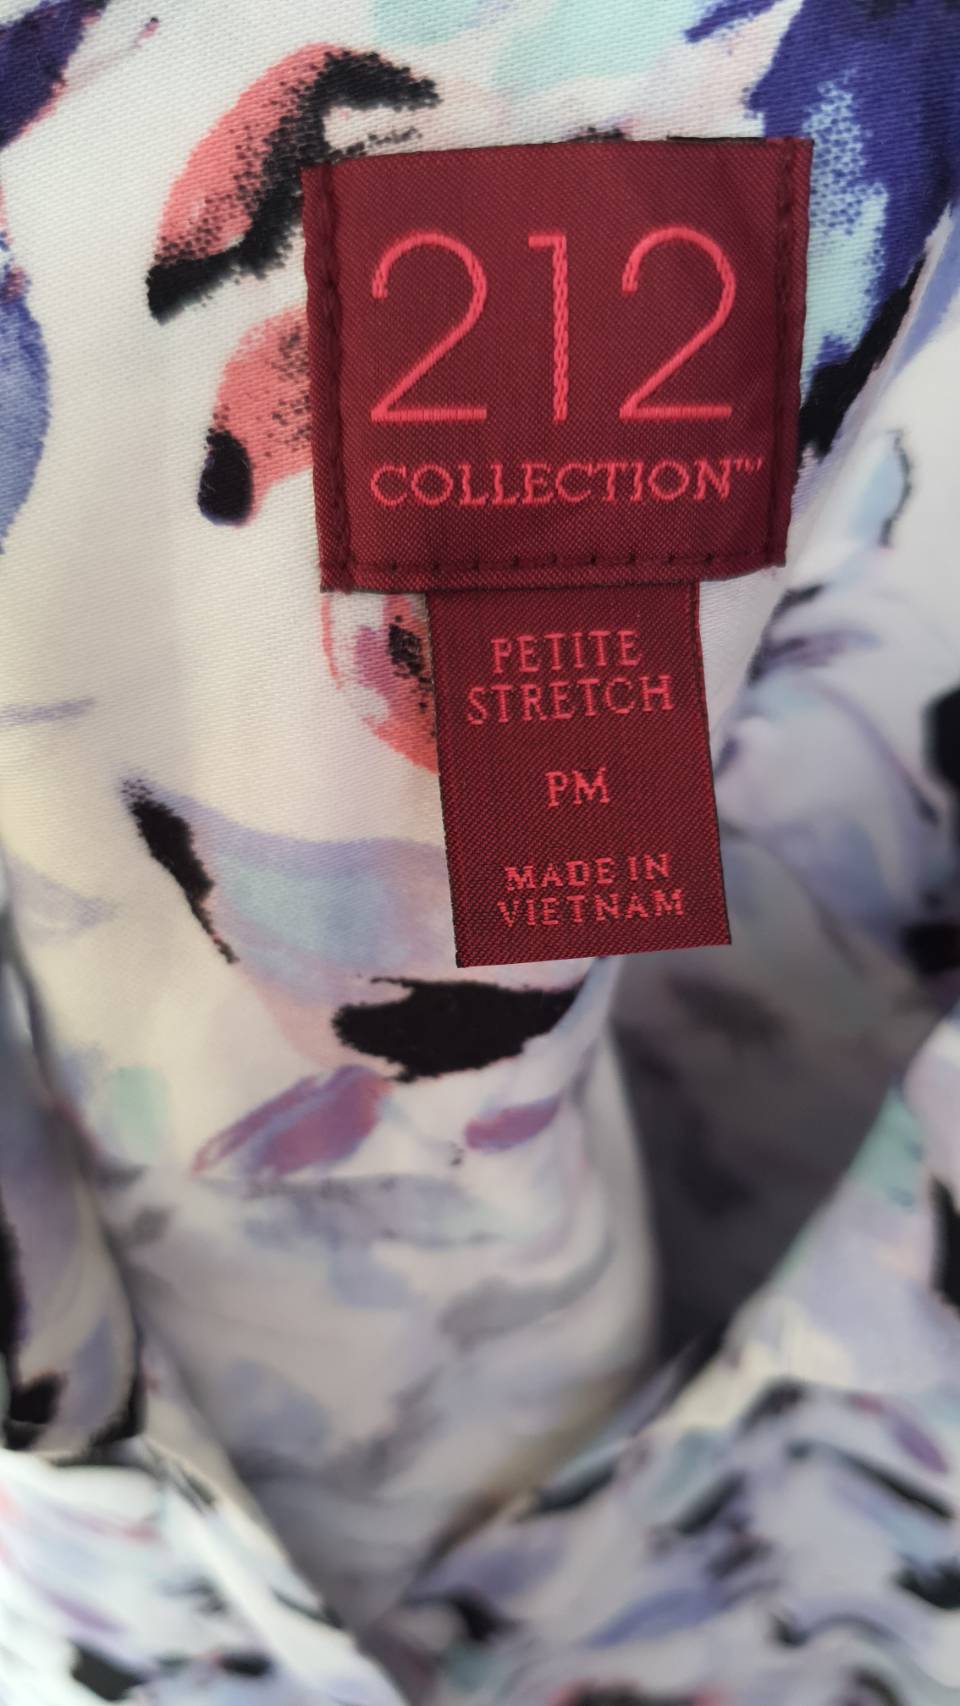 212
COLLECTION™
PETITE
STRETCH
PM
MADE IN
VIETNAM